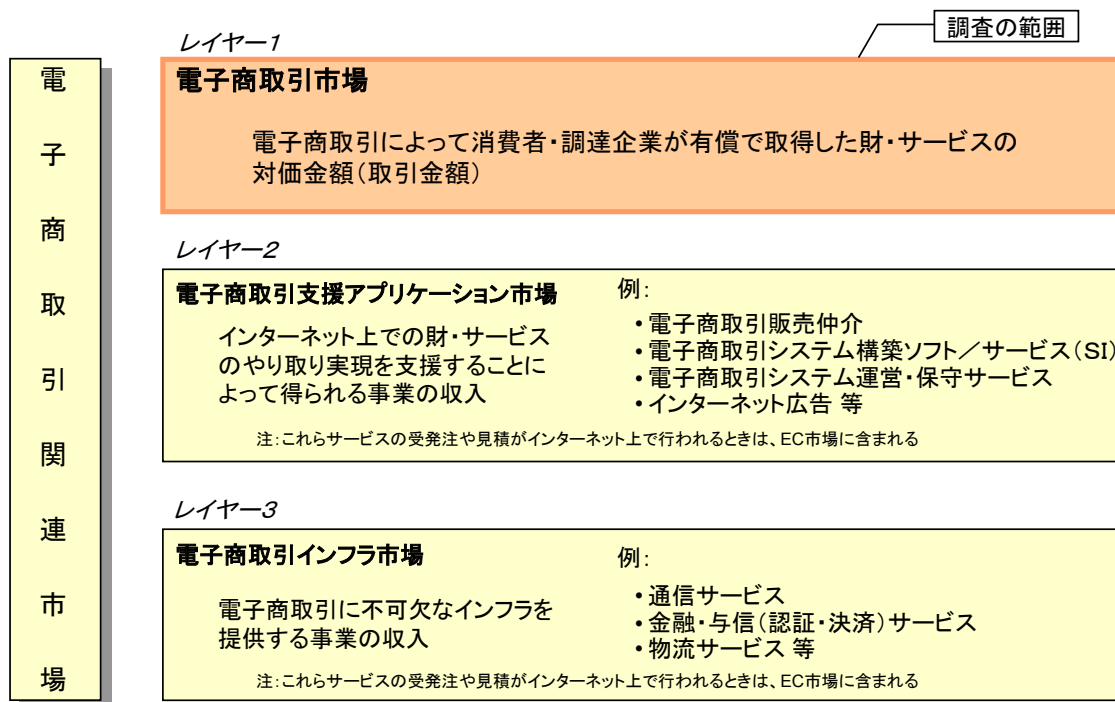 調査の範囲
電子商取引関連市場
レイヤー1
電子商取引市場
電子商取引によって消費者・調達企業が有償で取得した財・サービスの
対価金額(取引金額)
レイヤー2
電子商取引支援アプリケーション市場
インターネット上での財・サービス
のやり取り実現を支援することに
よって得られる事業の収入
例:
・電子商取引販売仲介
・電子商取引システム構築ソフト/サービス(SI)
・電子商取引システム運営・保守サービス
・インターネット広告 等
注:これらサービスの受発注や見積がインターネット上で行われるときは、EC市場に含まれる
レイヤー3
電子商取引インフラ市場
電子商取引に不可欠なインフラを
提供する事業の収入
例:
・通信サービス
・金融・与信(認証・決済)サービス
・物流サービス 等
注:これらサービスの受発注や見積がインターネット上で行われるときは、EC市場に含まれる